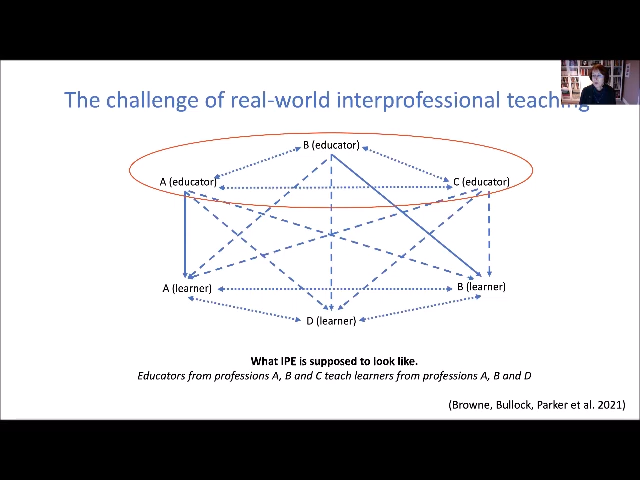 The challenge of real-world interprofessional teaching
B (educator)
A (educator)
C (educator)
A (learner)
B (learner)
D (learner)
What IPE is supposed to look like.
Educators from professions A, B and C teach learners from professions A, B and D
(Browne, Bullock, Parker et al. 2021)